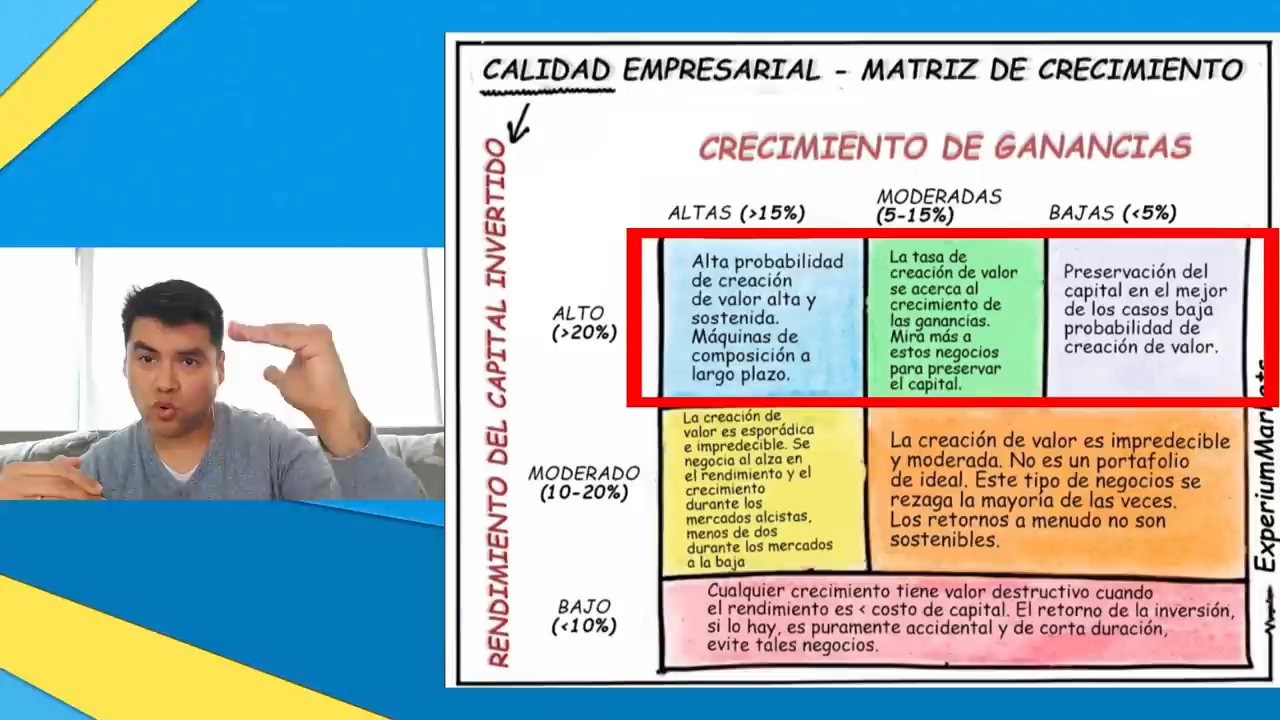 CALIDAD EMPRESARIAL - MATRIZ DE CRECIMIENTO
CRECIMIENTO DE GANANCIAS
RENDIMIENTO DEL CAPITAL INVERTIDO
ALTAS (>15%)
MODERADAS
(5-15%)
BAJAS (<5%)
ALTO
(>20%)
Alta probabilidad
de creación
de valor alta y
sostenida.
Máquinas de
composición a
largo plazo.
La tasa de
creación de valor
se acerca al
crecimiento de
las ganancias.
Mira más a
estos negocios
para preservar
el capital.
Preservación del
capital en el mejor
de los casos baja
probabilidad de
creación de valor.
MODERADO
(10-20%)
La creación de
valor es esporádica
e impredecible. Se
negocia al alza en
el rendimiento y el
crecimiento
durante los
mercados alcistas,
menos de dos
durante los mercados
a la baja
La creación de valor es impredecible
y moderada. No es un portafolio
de ideal. Este tipo de negocios se
rezaga la mayoría de las veces.
Los retornos a menudo no son
sostenibles.
BAJO
(<10%)
Cualquier crecimiento tiene valor destructivo cuando
el rendimiento es < costo de capital. El retorno de la inversión,
si lo hay, es puramente accidental y de corta duración,
evite tales negocios.